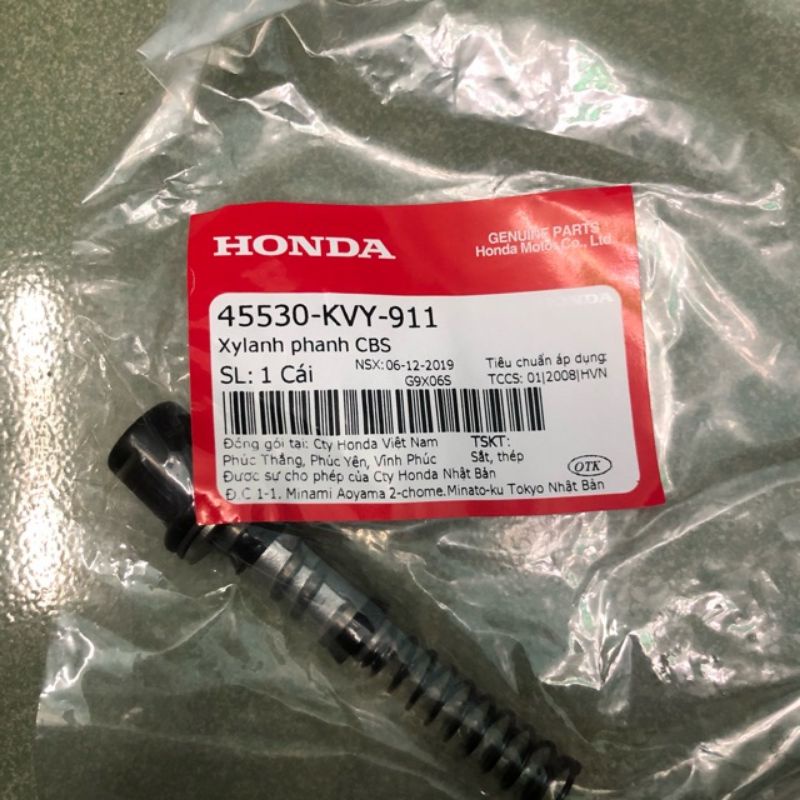 HONDA
GENUINE PARTS
Honda Motor Co., Ltd.
HONDA
45530-KVY-911
Xylanh phanh CBS
SL: 1 Cái
NSX: 06-12-2019
G9X06S
Tiêu chuẩn áp dụng:
TCCS: 01|2008|HVN
Đóng gói tại: Cty Honda Việt Nam
Phúc Thắng, Phúc Yên, Vĩnh Phúc
TSKT:
Sắt, thép
OTK
Được sự cho phép của Cty Honda Nhật Bản
Đ.C 1-1, Minami Aoyama 2-chome.Minato-ku Tokyo Nhật Bản